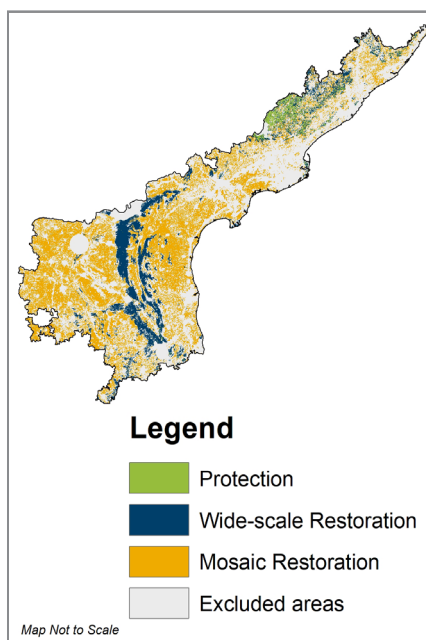 Legend
Protection
Wide-scale Restoration
Mosaic Restoration
Excluded areas
Map Not to Scale